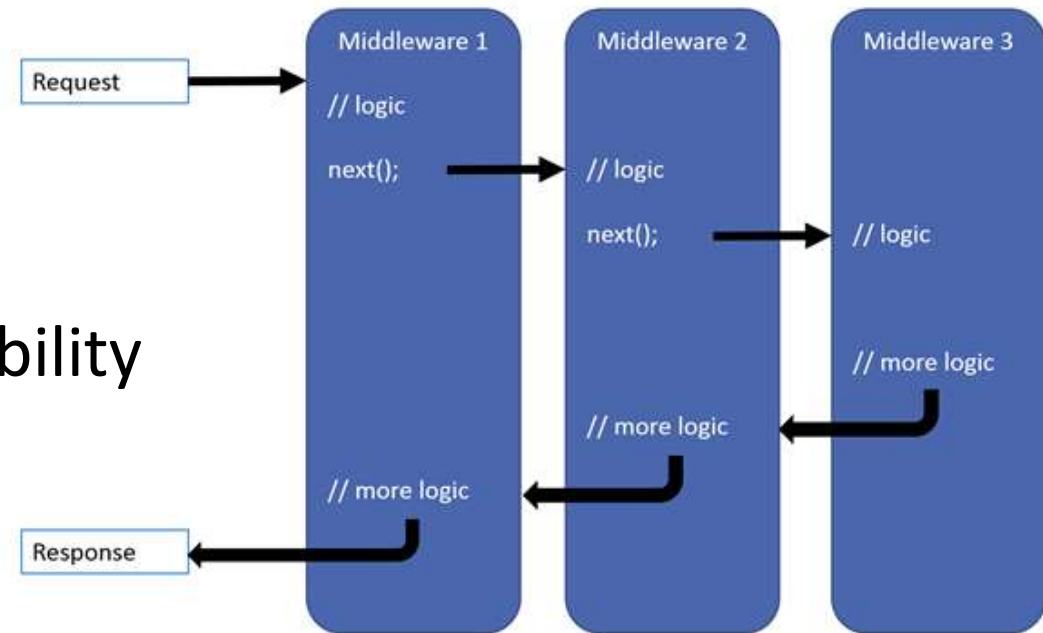 Middleware 1
Middleware 2
Middleware 3
Request
// logic
next();
// logic
next();
// logic
bility
// more logic
// more logic
// more logic
Response